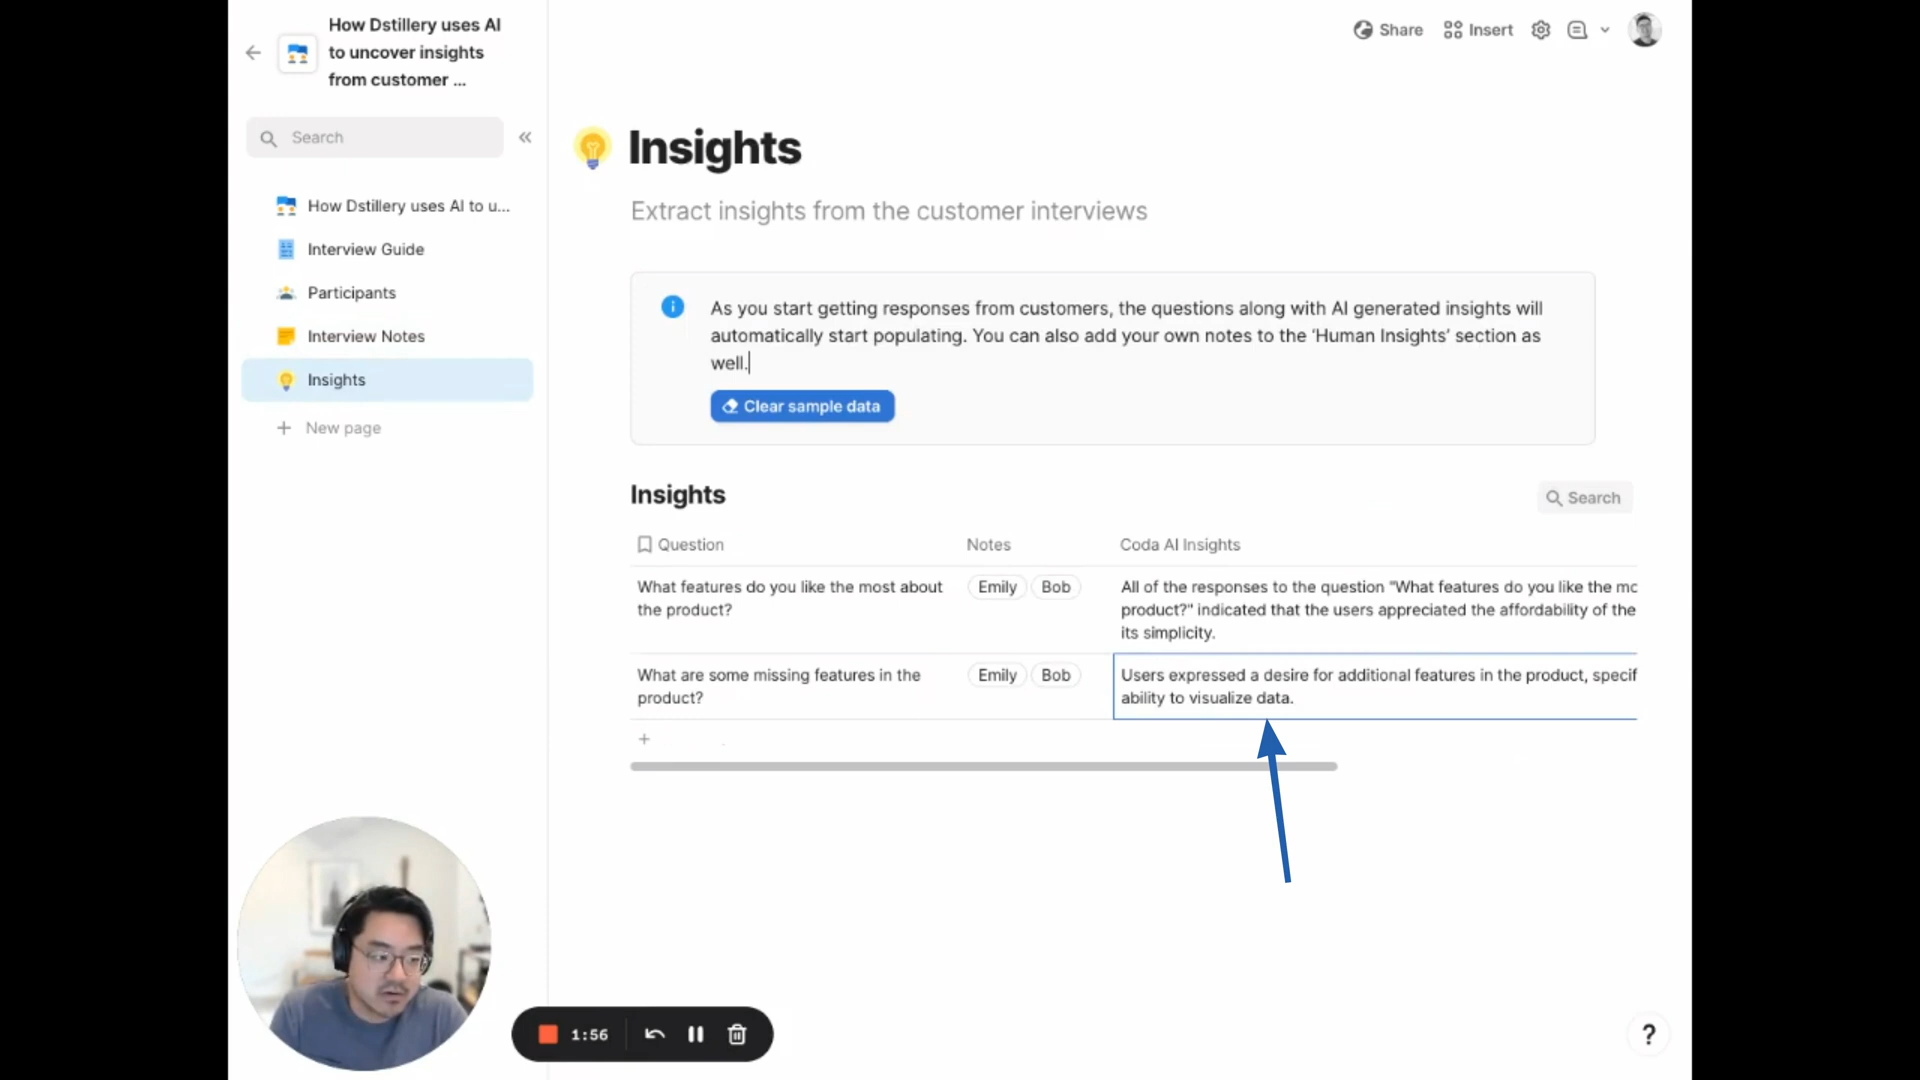 How Dstillery uses AI
to uncover insights
from customer ...
Share
Insert
Search
How Dstillery uses AI to u...
Interview Guide
Participants
Interview Notes
Insights
New page
Insights
Extract insights from the customer interviews
As you start getting responses from customers, the questions along with AI generated insights will
automatically start populating. You can also add your own notes to the ‘Human Insights’ section as
well.
Clear sample data
Insights
Search
Question
Notes
Coda AI Insights
What features do you like the most about
the product?
Emily
Bob
All of the responses to the question "What features do you like the mo
product?" indicated that the users appreciated the affordability of the
its simplicity.
What are some missing features in the
product?
Emily
Bob
Users expressed a desire for additional features in the product, specif
ability to visualize data.
1:56
?